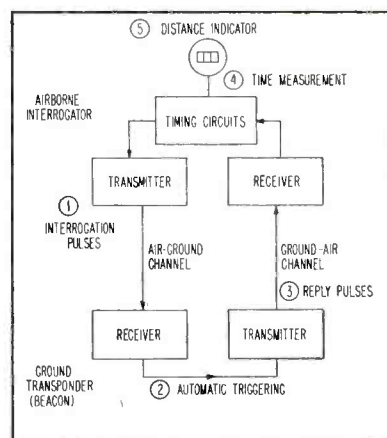 ⑤ DISTANCE INDICATOR
④ TIME MEASUREMENT
AIRBORNE
INTERROGATOR
TIMING CIRCUITS
TRANSMITTER
RECEIVER
①
INTERROGATION
PULSES
AIR-GROUND
CHANNEL
GROUND-AIR
CHANNEL
③ REPLY PULSES
RECEIVER
TRANSMITTER
GROUND
TRANSPONDER
(BEACON)
② AUTOMATIC TRIGGERING